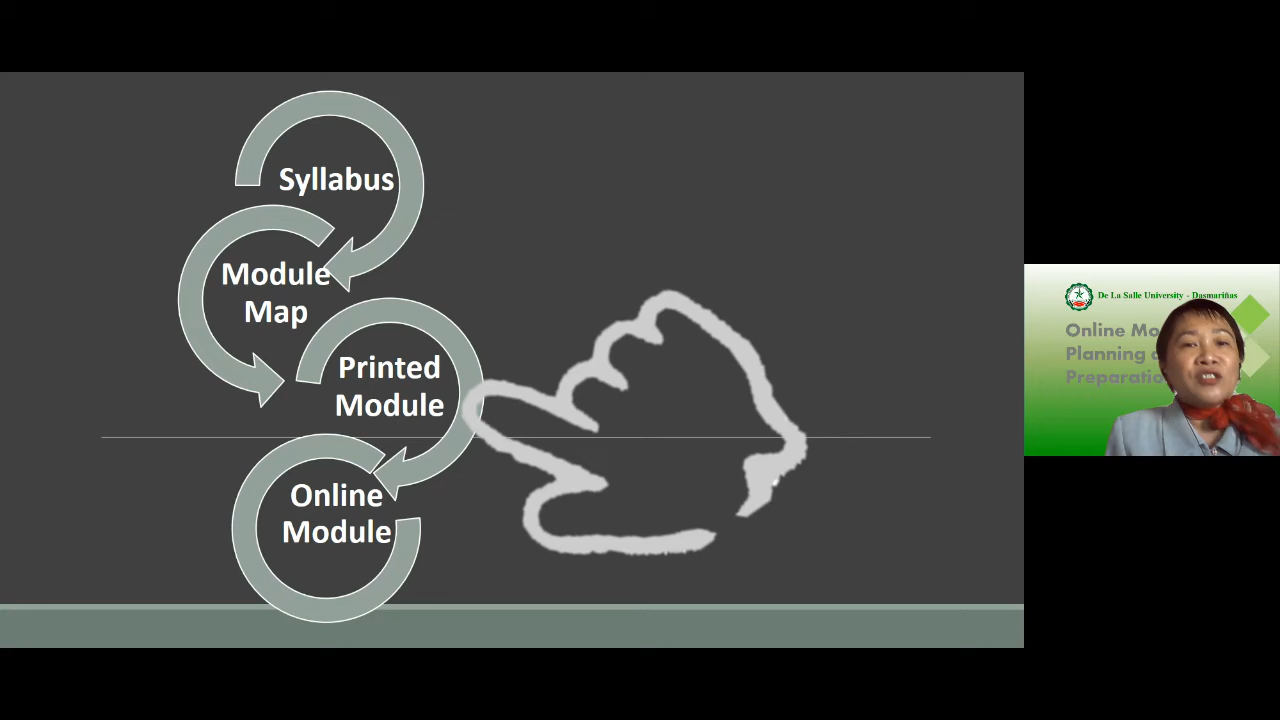 Syllabus
Module
Map
Printed
Module
Online
Module
De La Salle University - Dasmariñas
Online Mo
Planning a
Preparatio